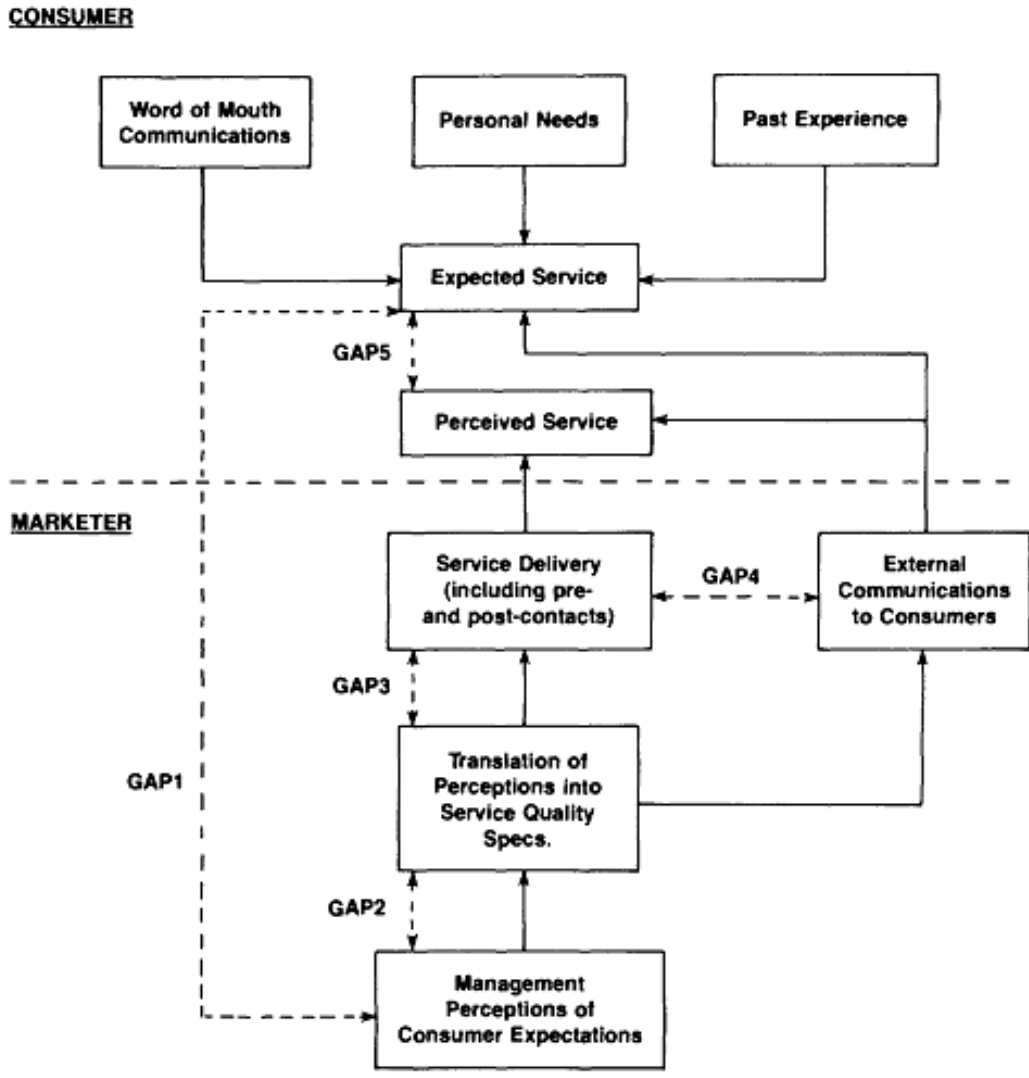 CONSUMER
Word of Mouth
Communications
Personal Needs
Past Experience
Expected Service
GAP5
Perceived Service
MARKETER
Service Delivery
(including pre-
and post-contacts)
GAP4
External
Communications
to Consumers
GAP3
Translation of
Perceptions into
Service Quality
Specs.
GAP1
GAP2
Management
Perceptions of
Consumer Expectations